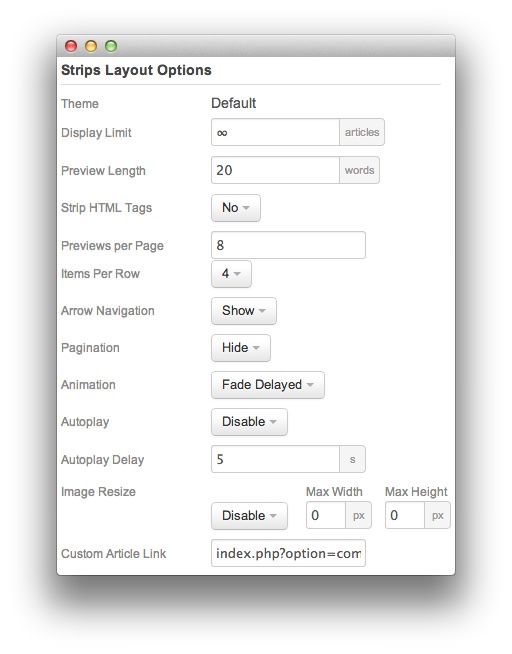 Strips Layout Options
Theme Default
Display Limit ∞ articles
Preview Length 20 words
Strip HTML Tags No
Previews per Page 8
Items Per Row 4
Arrow Navigation Show
Pagination Hide
Animation Fade Delayed
Autoplay Disable
Autoplay Delay 5 s
Image Resize Max Width Max Height
Disable 0 px 0 px
Custom Article Link index.php?option=com